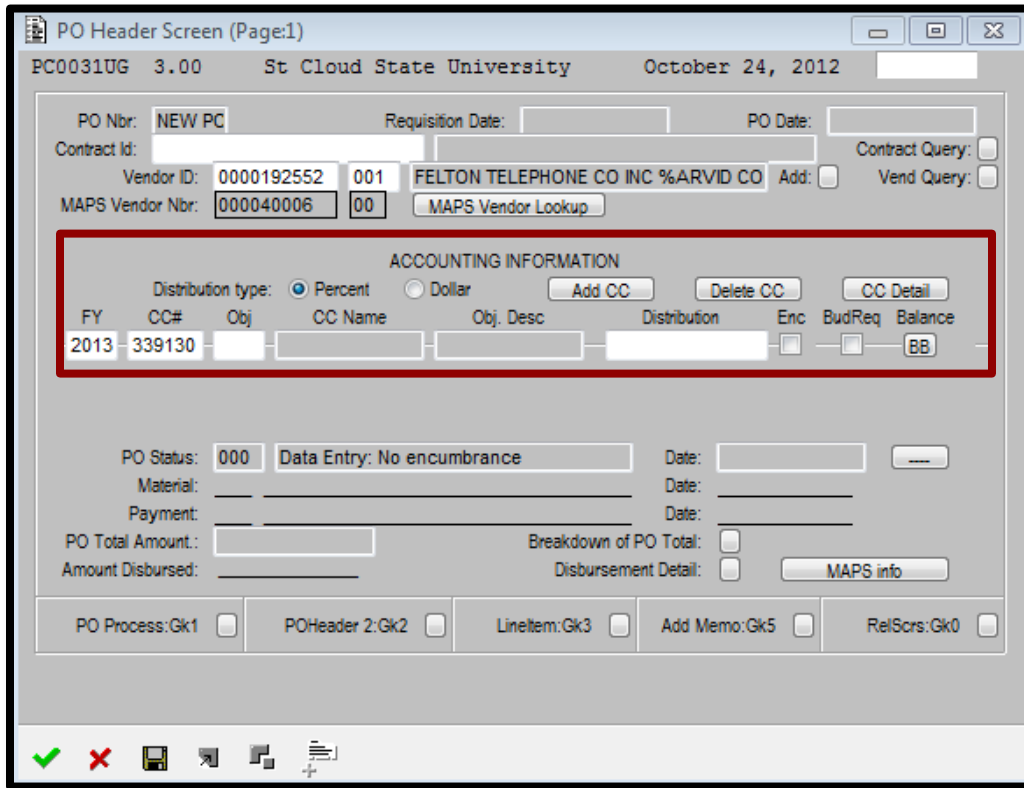 PO Header Screen (Page:1)
PC0031UG 3.00 St Cloud State University October 24, 2012
PO Nbr: NEW PO Requisition Date: PO Date:
Contract Id: Contract Query:
Vendor ID: 0000192552 001 FELTON TELEPHONE CO INC %ARVID CO Add: Vend Query:
MAPS Vendor Nbr: 000040006 00 MAPS Vendor Lookup
ACCOUNTING INFORMATION
Distribution type: Percent Dollar Add CC Delete CC CC Detail
FY CC# Obj CC Name Obj. Desc Distribution Enc BudReq Balance
2013 339130 BB
PO Status: 000 Data Entry: No encumbrance Date: ----
Material: Date:
Payment: Date:
PO Total Amount.: Breakdown of PO Total:
Amount Disbursed: Disbursement Detail: MAPS info
PO Process:Gk1 POHeader 2:Gk2 LineItem:Gk3 Add Memo:Gk5 RelScrs:Gk0